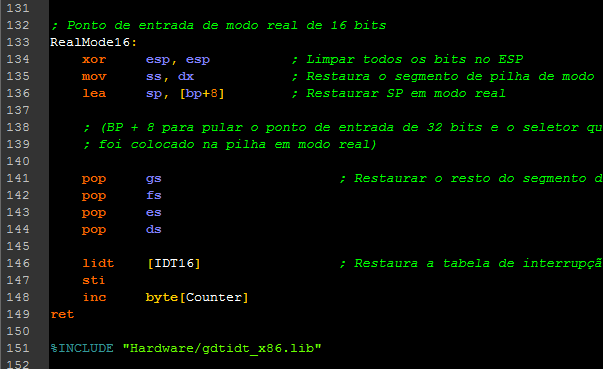 131
132 ; Ponto de entrada de modo real de 16 bits
133 RealMode16:
134 xor esp, esp ; Limpar todos os bits no ESP
135 mov ss, dx ; Restaura o segmento de pilha de modo
136 lea sp, [bp+8] ; Restaurar SP em modo real
137
138 ; (BP + 8 para pular o ponto de entrada de 32 bits e o seletor qu
139 ; foi colocado na pilha em modo real)
140
141 pop gs ; Restaurar o resto do segmento d
142 pop fs
143 pop es
144 pop ds
145
146 lidt [IDT16] ; Restaura a tabela de interrupçã
147 sti
148 inc byte[Counter]
149 ret
150
151 %INCLUDE "Hardware/gdtidt_x86.lib"
152